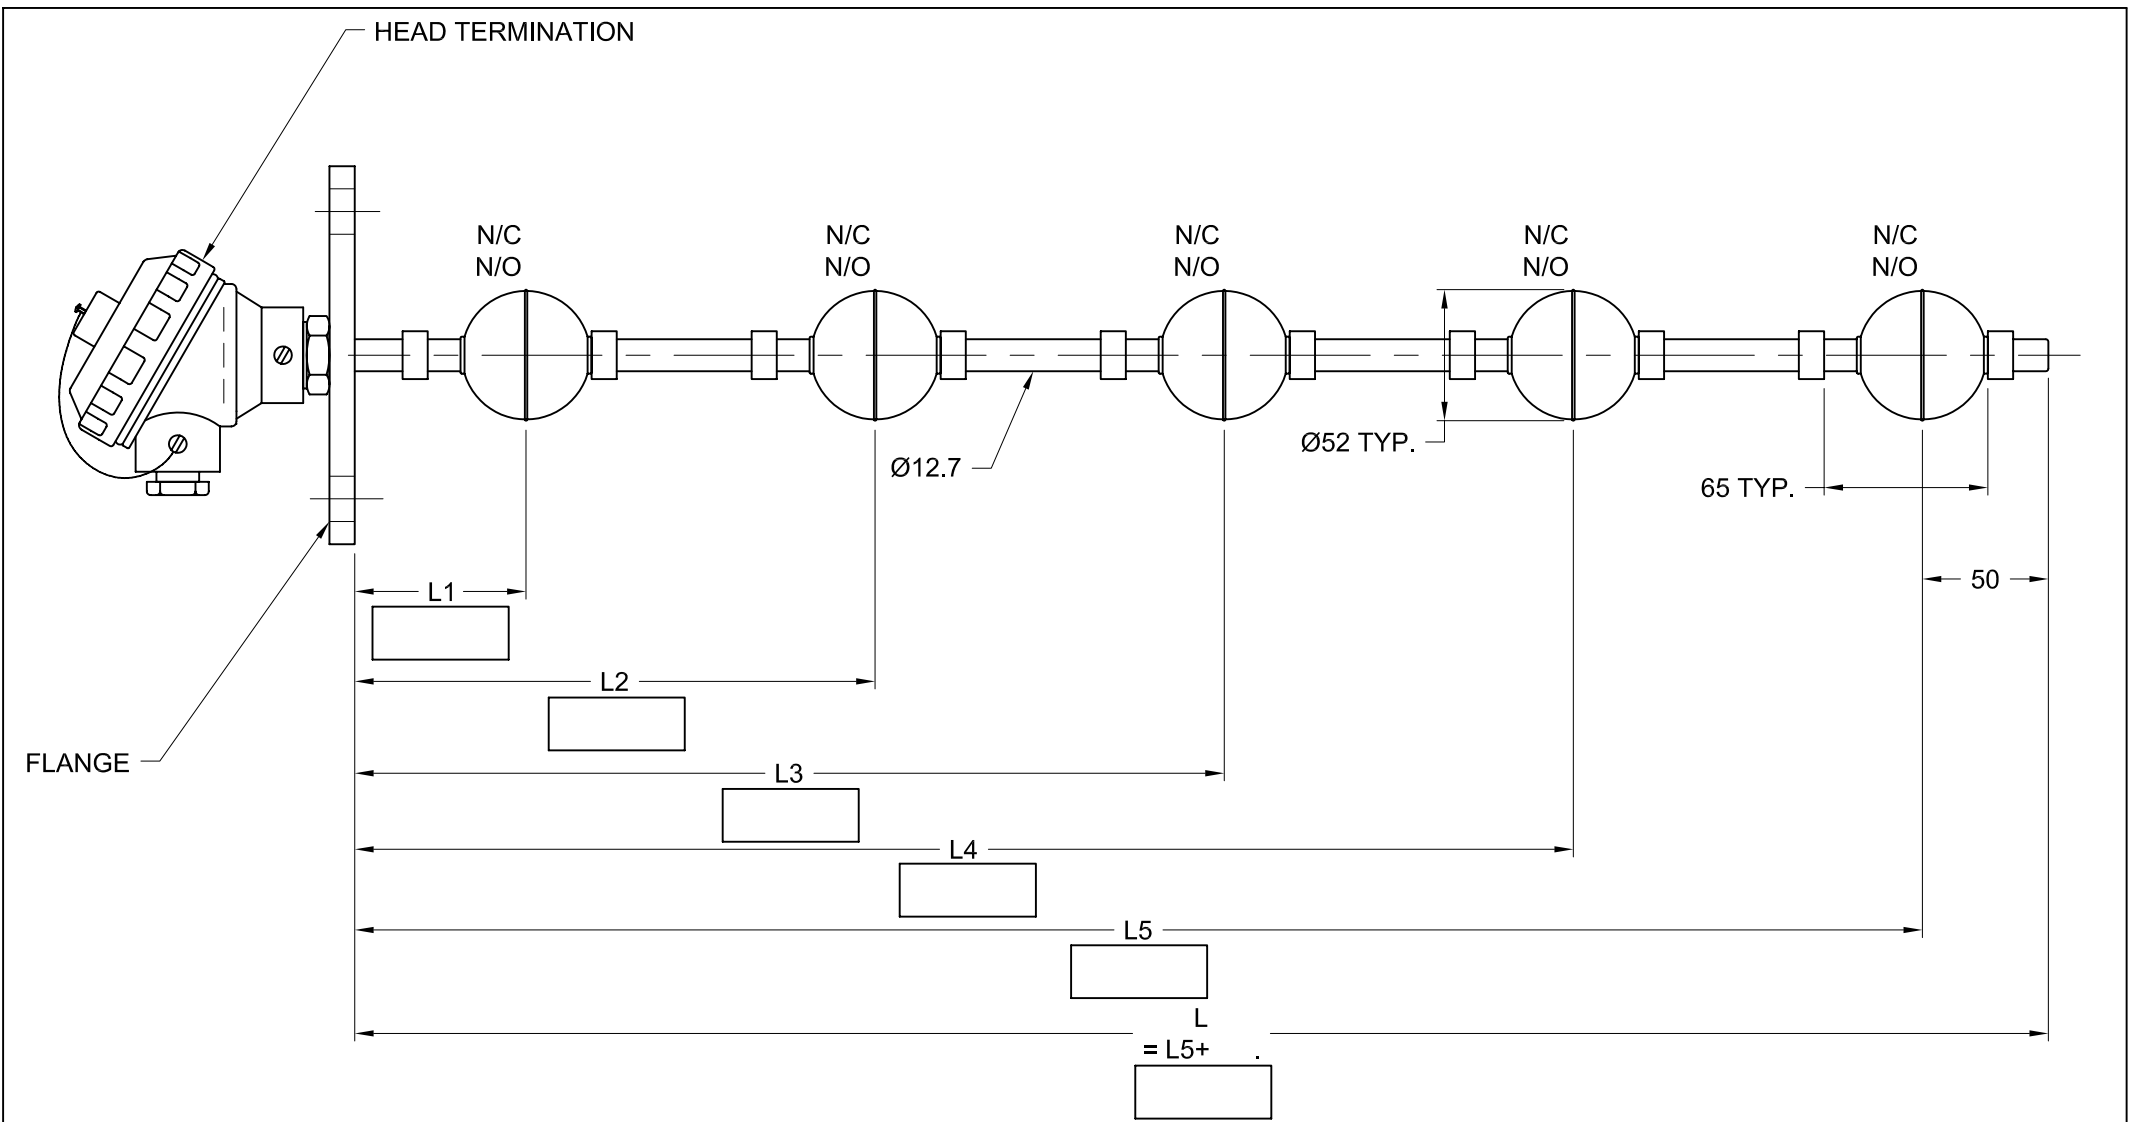 HEAD TERMINATION
N/C
N/O
N/C
N/O
N/C
N/O
N/C
N/O
N/C
N/O
Ø52 TYP.
Ø12.7
65 TYP.
50
L1
L2
FLANGE
L3
L4
L5
L
= L5+ .